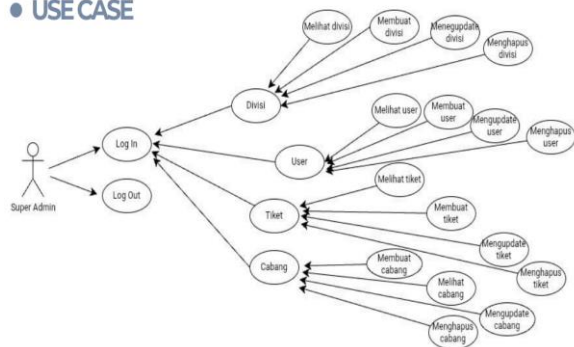 • USE CASE
Melihat divisi
Membuat
divisi
Menegupdate
divisi
Menghapus
divisi
Divisi
Melihat user
Membuat
user
Mengupdate
user
Menghapus
user
Log In
User
Super Admin
Log Out
Melihat tiket
Tiket
Membuat
tiket
Mengupdate
tiket
Menghapus
tiket
Cabang
Membuat
cabang
Melihat
cabang
Mengupdate
cabang
Menghapus
cabang